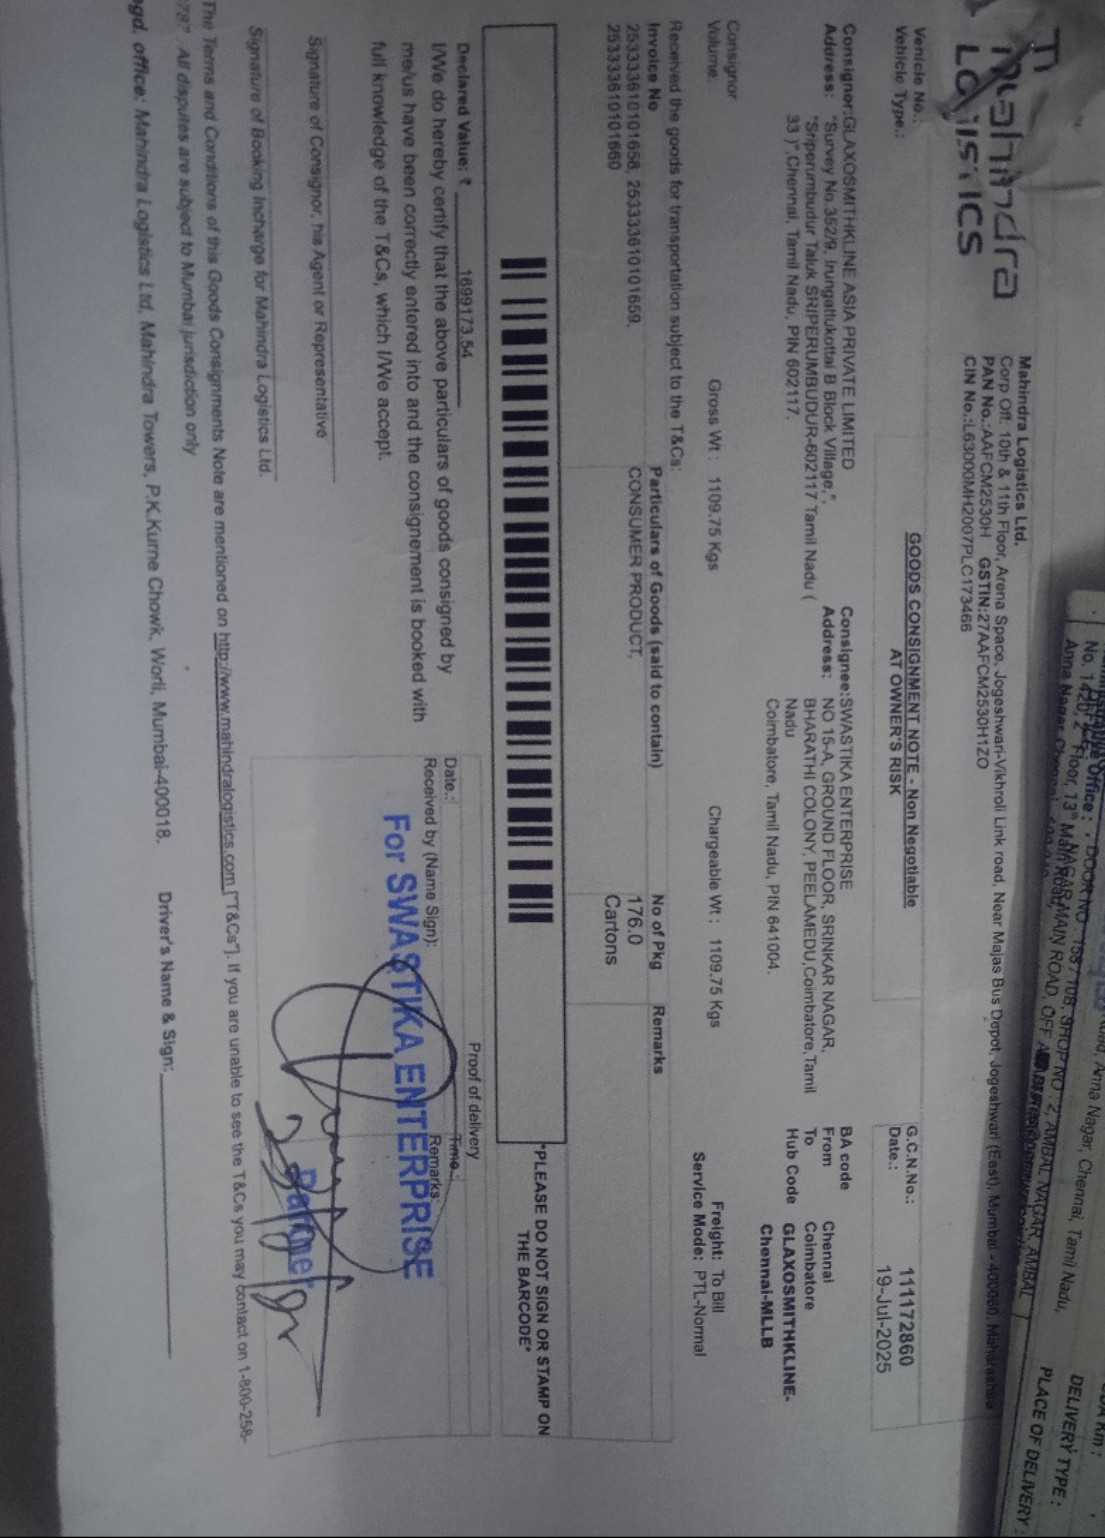 mahindra
LOGISTICS
Mahindra Logistics Ltd.
Corp Off: 10th & 11th Floor, Arena Space, Jogeshwari-Vikhroli Link road, Near Majas Bus Depot, Jogeshwari (East), Mumbai - 400060, Maharashtra
PAN No.:AAFCM2530H GSTIN:27AAFCM2530H1ZO
CIN No.:L63000MH2007PLC173466
Vehicle No.:
Vehicle Type.:
GOODS CONSIGNMENT NOTE - Non Negotiable
AT OWNER'S RISK
G.C.N.No.: 111172860
Date.: 19-Jul-2025
Consignor:GLAXOSMITHKLINE ASIA PRIVATE LIMITED
Address: "Survey No.352/9, Irungattukottai B Block Village,",
"Sriperumbudur Taluk SRIPERUMBUDUR-602117 Tamil Nadu (
33 )",Chennai, Tamil Nadu, PIN 602117.
Consignee:SWASTIKA ENTERPRISE
Address: NO 15-A, GROUND FLOOR, SRINKAR NAGAR,
BHARATHI COLONY, PEELAMEDU,Coimbatore,Tamil
Nadu
Coimbatore, Tamil Nadu, PIN 641004.
BA code
From Chennai
To Coimbatore
Hub Code GLAXOSMITHKLINE-
Chennai-MLLB
Consignor
Volume:
Gross Wt : 1109.75 Kgs
Chargeable Wt : 1109.75 Kgs
Freight: To Bill
Service Mode: PTL-Normal
Received the goods for transportation subject to the T&Cs:
Invoice No Particulars of Goods (said to contain) No of Pkg Remarks
2533336101016​58, 253333610101659,
253333610101660
CONSUMER PRODUCT,
176.0
Cartons
*PLEASE DO NOT SIGN OR STAMP ON
THE BARCODE*
Declared Value: ₹ 1699173.54
I/We do hereby certify that the above particulars of goods consigned by
me/us have been correctly entered into and the consignement is booked with
full knowledge of the T&Cs, which I/We accept.
Proof of delivery
Date.: Time.:
Received by (Name Sign): Remarks:
For SWASTIKA ENTERPRISE
Partner
Signature of Consignor, his Agent or Representative
Signature of Booking Incharge for Mahindra Logistics Ltd.
The Terms and Conditions of this Goods Consignments Note are mentioned on http://www.mahindralogistics.com ["T&Cs"]. If you are unable to see the T&Cs you may contact on 1-800-258-
787 All disputes are subject to Mumbai jurisdiction only
egd. office: Mahindra Logistics Ltd, Mahindra Towers, P.K.Kurne Chowk, Worli, Mumbai-400018. Driver's Name & Sign:
Road, Anna Nagar, Chennai, Tamil Nadu,
DELIVERY TYPE :
PLACE OF DELIVERY